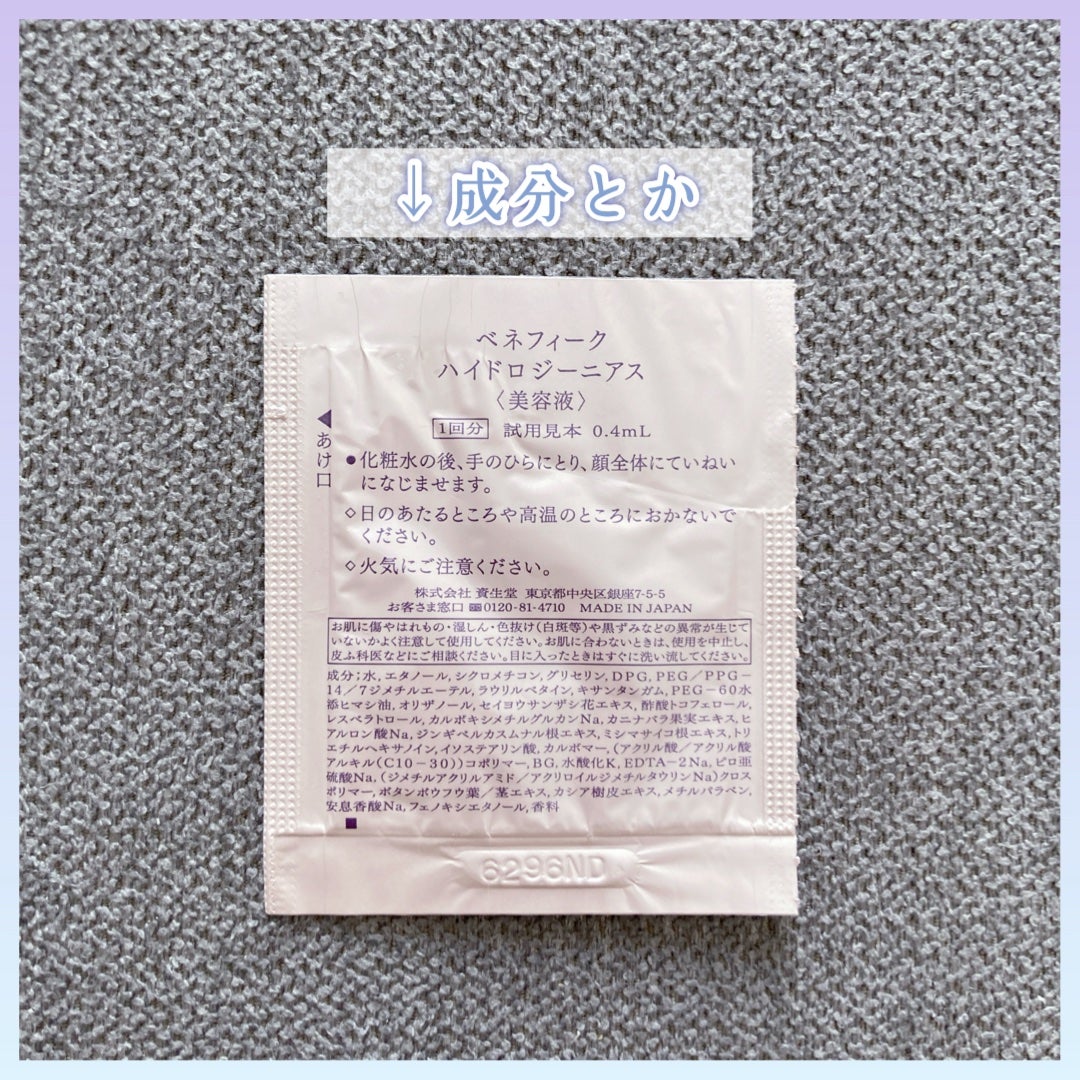 ↓成分とか
ベネフィーク
ハイドロジーニアス
〈美容液〉
1回分 試用見本 0.4mL
◀あけ口
●化粧水の後、手のひらにとり、顔全体にていねい
になじませます。
◇日のあたるところや高温のところにおかないで
ください。
◇火気にご注意ください。
株式会社 資生堂 東京都中央区銀座7-5-5
お客さま窓口 0120-81-4710 MADE IN JAPAN
お肌に傷やはれもの・湿しん・色抜け(白斑等)や黒ずみなどの異常が生じて
いないかよく注意して使用してください。お肌に合わないときは、使用を中止し、
皮ふ科医などにご相談ください。目に入ったときはすぐに洗い流してください。
成分:水, エタノール, シクロメチコン, グリセリン, DPG, PEG/PPG-
14/7ジメチルエーテル, ラウリルベタイン, キサンタンガム, PEG-60水
添ヒマシ油, オリザノール, セイヨウサンザシ花エキス, 酢酸トコフェロール,
レスベラトロール, カルボキシメチルグルカンNa, カニナバラ果実エキス, ヒ
アルロン酸Na, ジンギベルカスムナル根エキス, ミシマサイコ根エキス, トリ
エチルヘキサノイン, イソステアリン酸, カルボマー, (アクリル酸/アクリル酸
アルキル(C10-30))コポリマー, BG, 水酸化K, EDTA-2Na, ピロ亜
硫酸Na, (ジメチルアクリルアミド/アクリロイルジメチルタウリンNa)クロス
ポリマー, ボタンボウフウ葉/茎エキス, カシア樹皮エキス, メチルパラベン,
安息香酸Na, フェノキシエタノール, 香料
6296ND